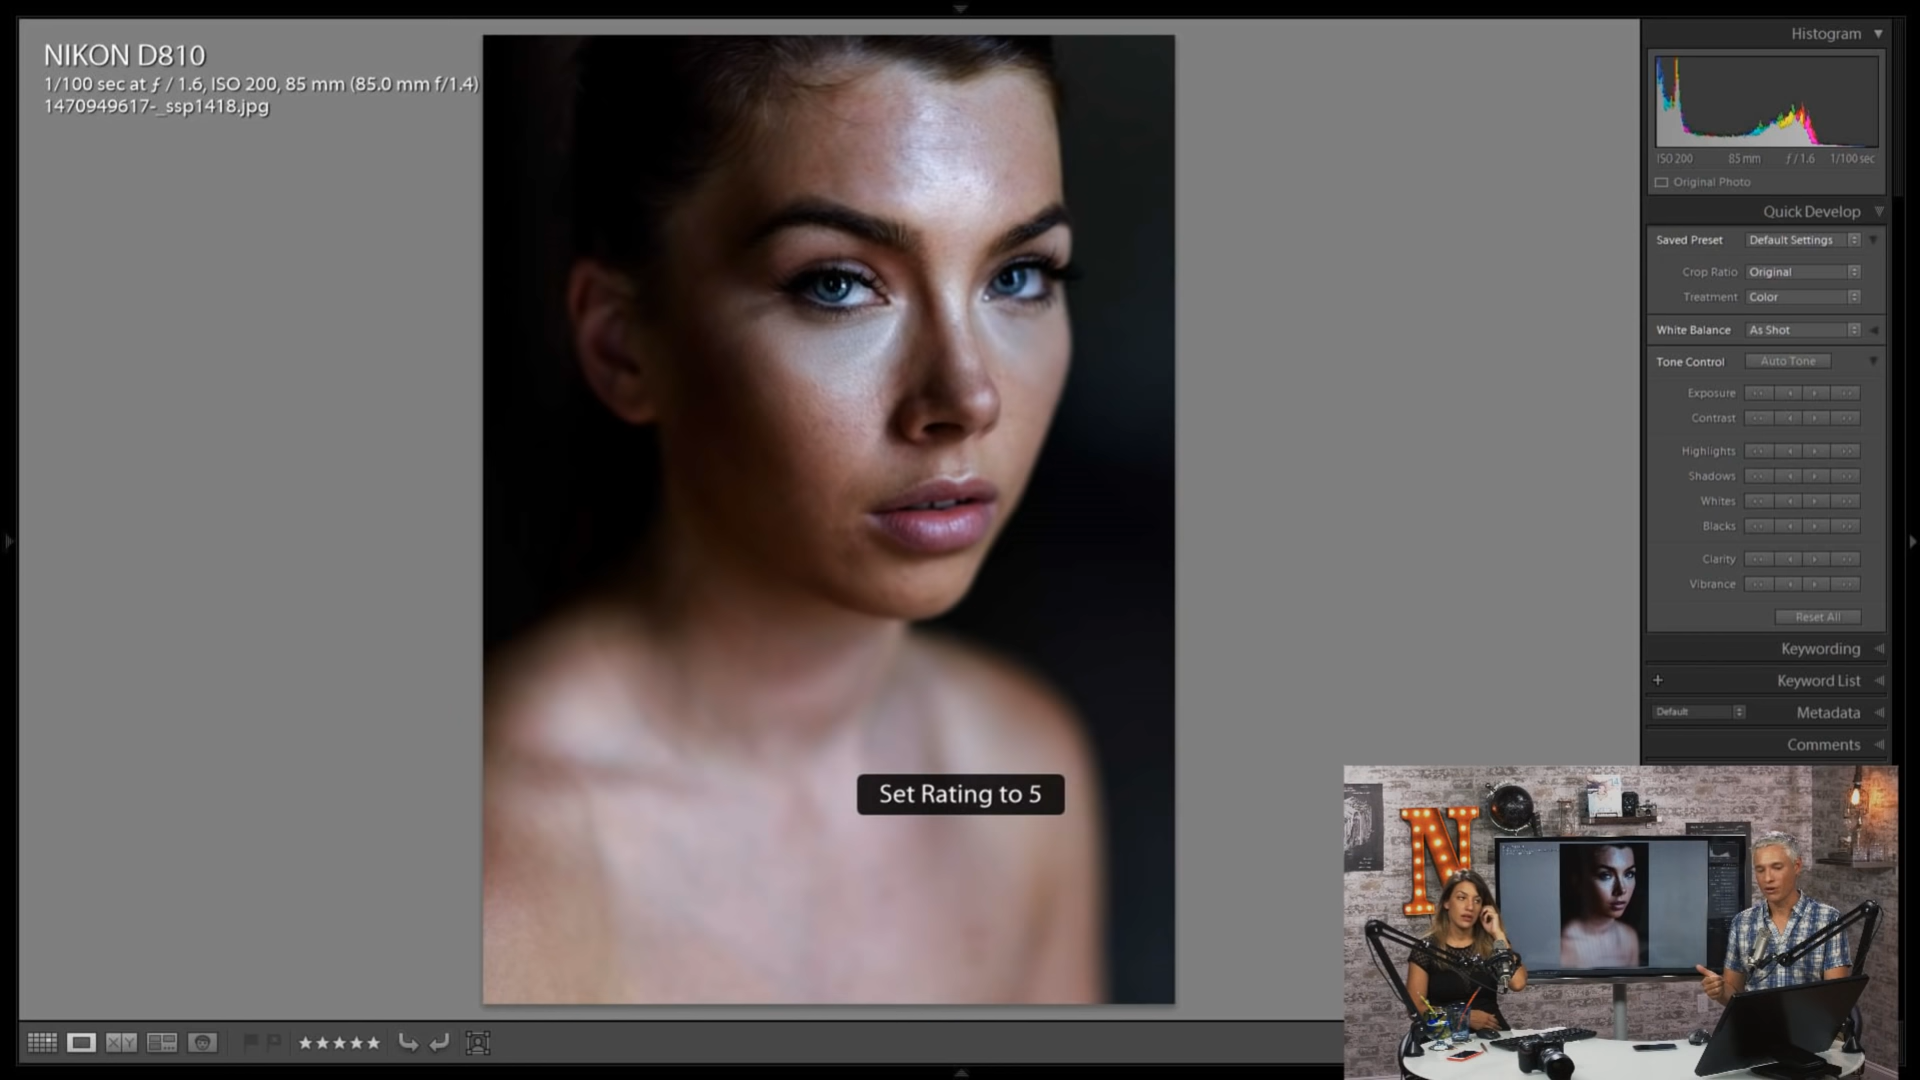 NIKON D810
1/100 sec at ƒ / 1.6, ISO 200, 85 mm (85.0 mm f/1.4)
1470949617-_ssp1418.jpg
Set Rating to 5
Histogram
ISO 200 85 mm ƒ / 1.6 1/100 sec
Original Photo
Quick Develop
Saved Preset Default Settings
Crop Ratio Original
Treatment Color
White Balance As Shot
Tone Control Auto Tone
Exposure
Contrast
Highlights
Shadows
Whites
Blacks
Clarity
Vibrance
Reset All
Keywording
Keyword List
Default Metadata
Comments
N
XY